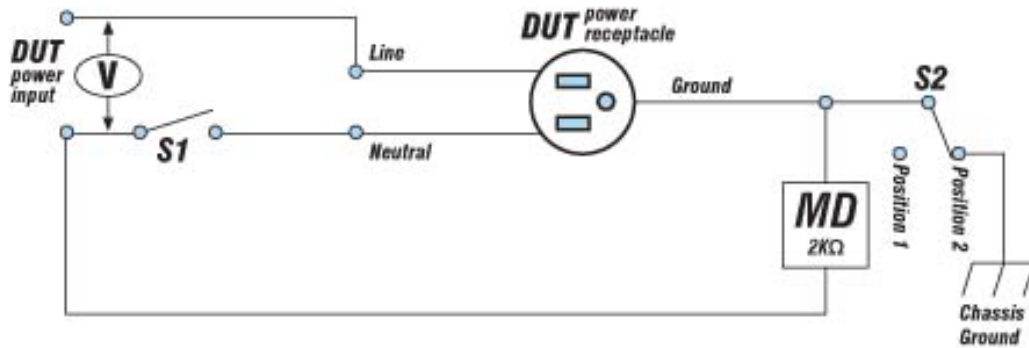 DUT
power
input
V
S1
Line
Neutral
DUT power
receptacle
Ground
S2
Position 1
Position 2
MD
2KΩ
Chassis
Ground